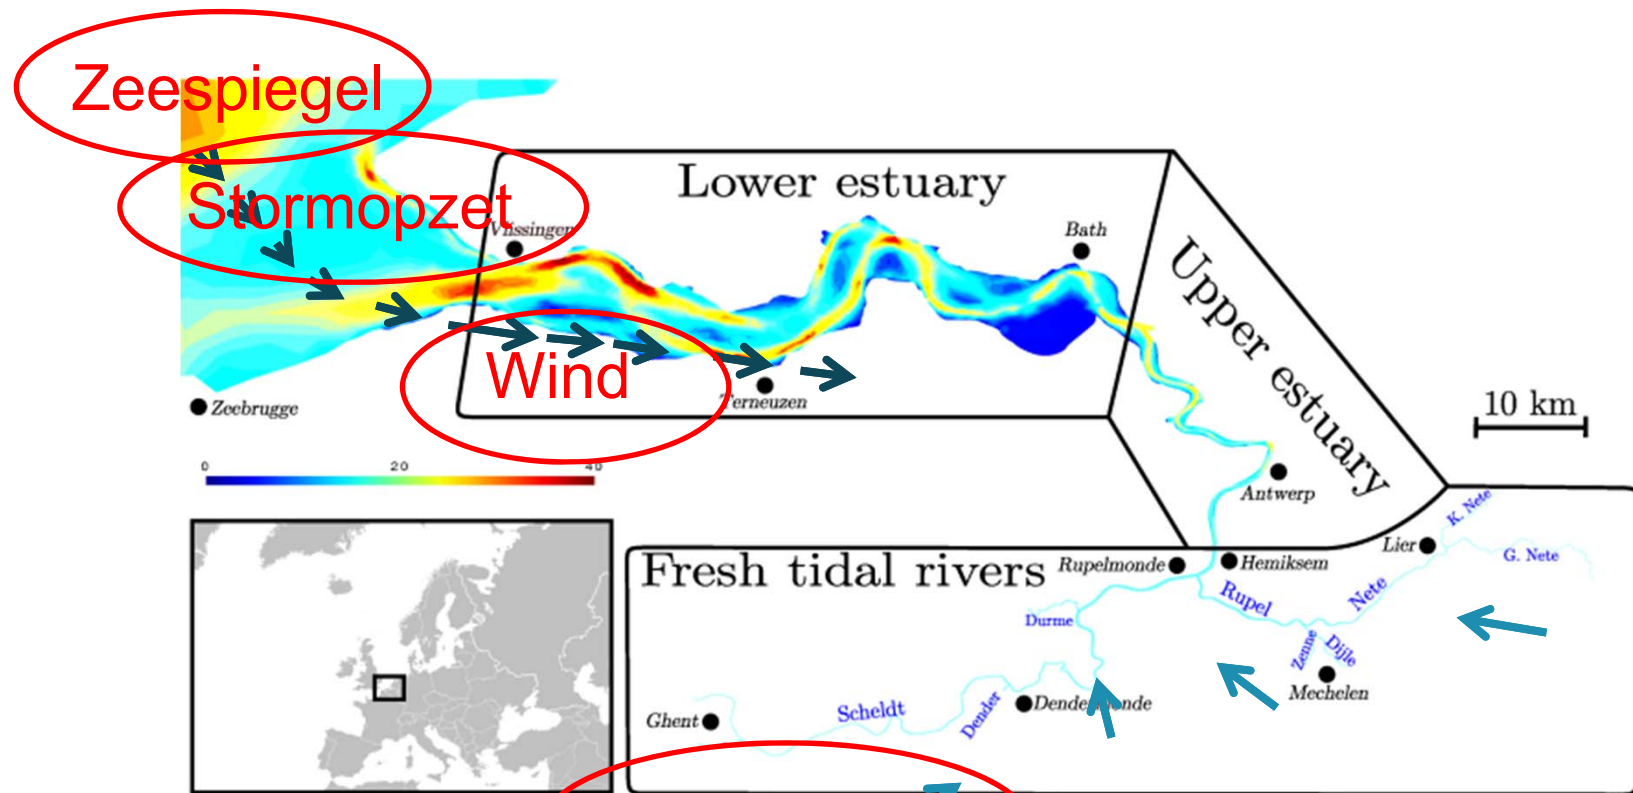 Zeespiegel
Stormopzet
Lower estuary
Vlissingen
Bath
Upper estuary
Wind
Terneuzen
Zeebrugge
10 km
0 20 40
Antwerp
K. Nete
Lier
G. Nete
Fresh tidal rivers
Rupelmonde
Hemiksem
Rupel
Nete
Durme
Zenne
Dijle
Mechelen
Ghent
Scheldt
Dender
Dendermonde